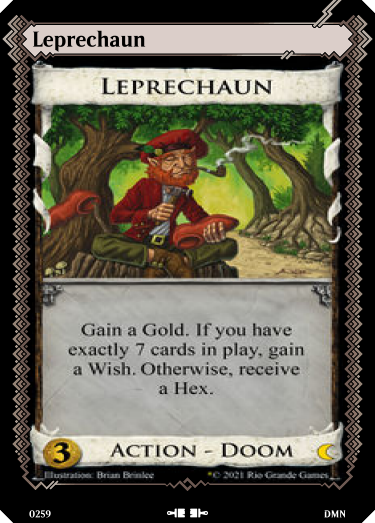 Leprechaun
LEPRECHAUN
Gain a Gold. If you have
exactly 7 cards in play, gain
a Wish. Otherwise, receive
a Hex.
3 ACTION - DOOM
Illustration: Brian Brinlee *© 2021 Rio Grande Games
0259 DMN